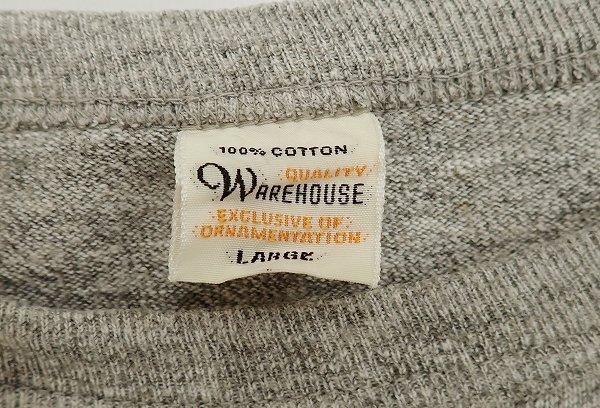 100% COTTON
QUALITY
WAREHOUSE
EXCLUSIVE OF
ORNAMENTATION
LARGE